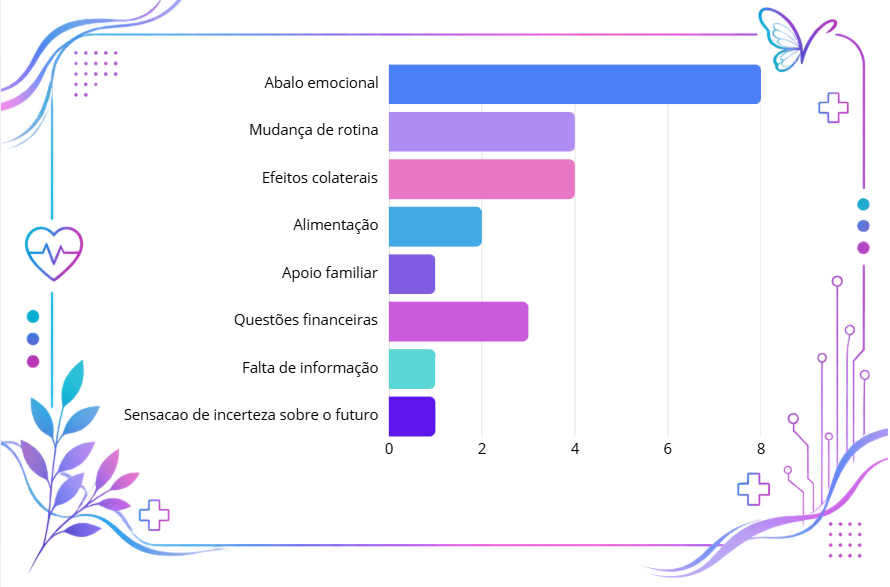 Abalo emocional
Mudança de rotina
Efeitos colaterais
Alimentação
Apoio familiar
Questões financeiras
Falta de informação
Sensacao de incerteza sobre o futuro
0 2 4 6 8